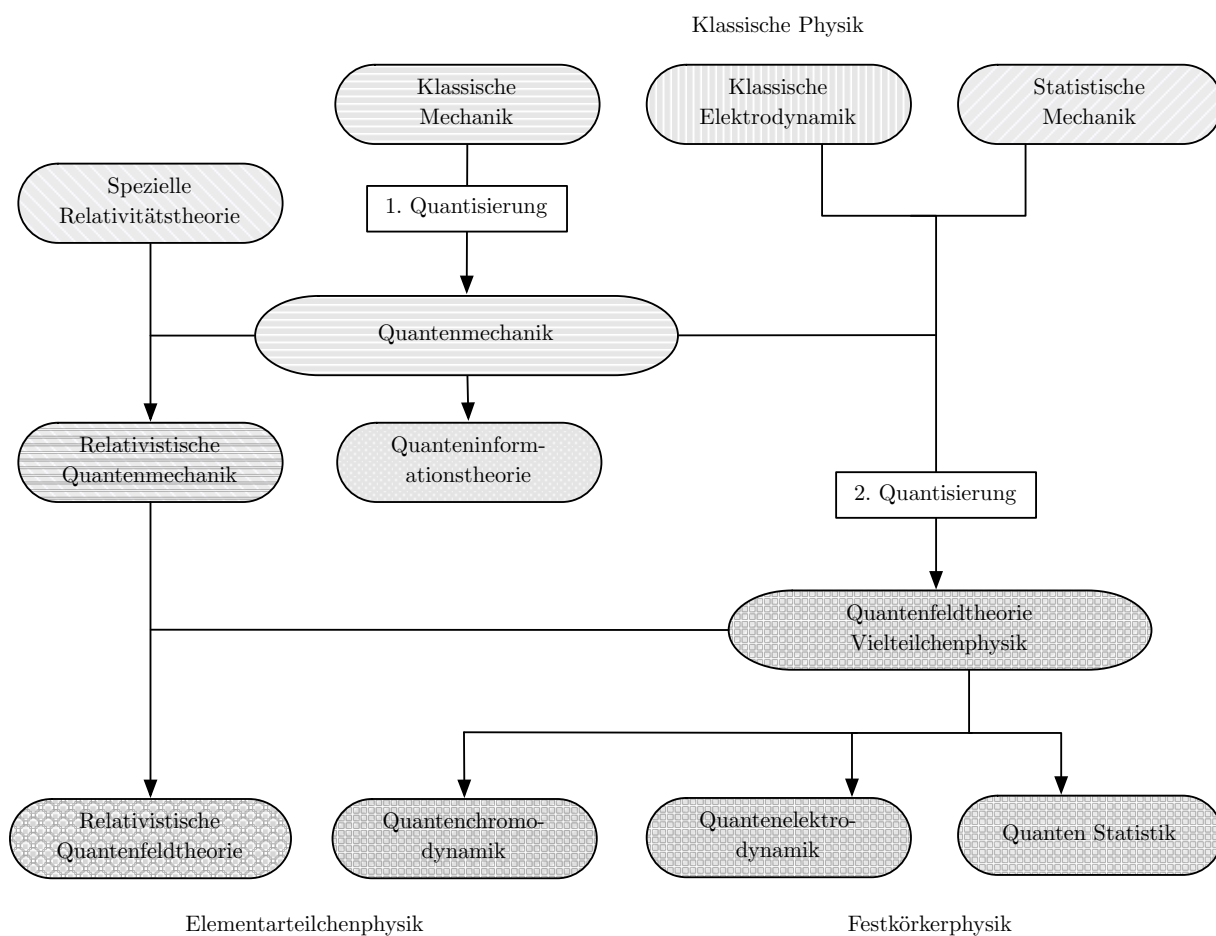 Klassische Physik
Klassische
Mechanik
Klassische
Elektrodynamik
Statistische
Mechanik
Spezielle
Relativitätstheorie
1. Quantisierung
Quantenmechanik
Relativistische
Quantenmechanik
Quanteninform-
ationstheorie
2. Quantisierung
Quantenfeldtheorie
Vielteilchenphysik
Relativistische
Quantenfeldtheorie
Quantenchromo-
dynamik
Quantenelektro-
dynamik
Quanten Statistik
Elementarteilchenphysik
Festkörkerphysik